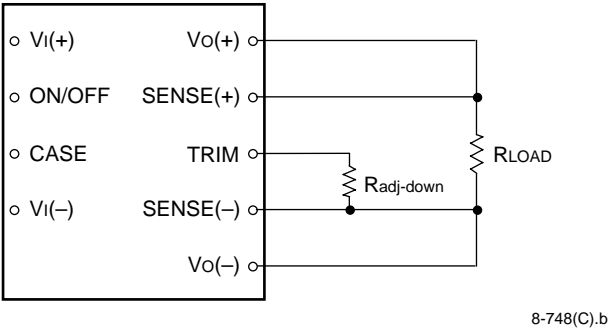 VI(+) VO(+)
ON/OFF SENSE(+)
CASE TRIM RLOAD
Radj-down
VI(–) SENSE(–)
VO(–)
8-748(C).b